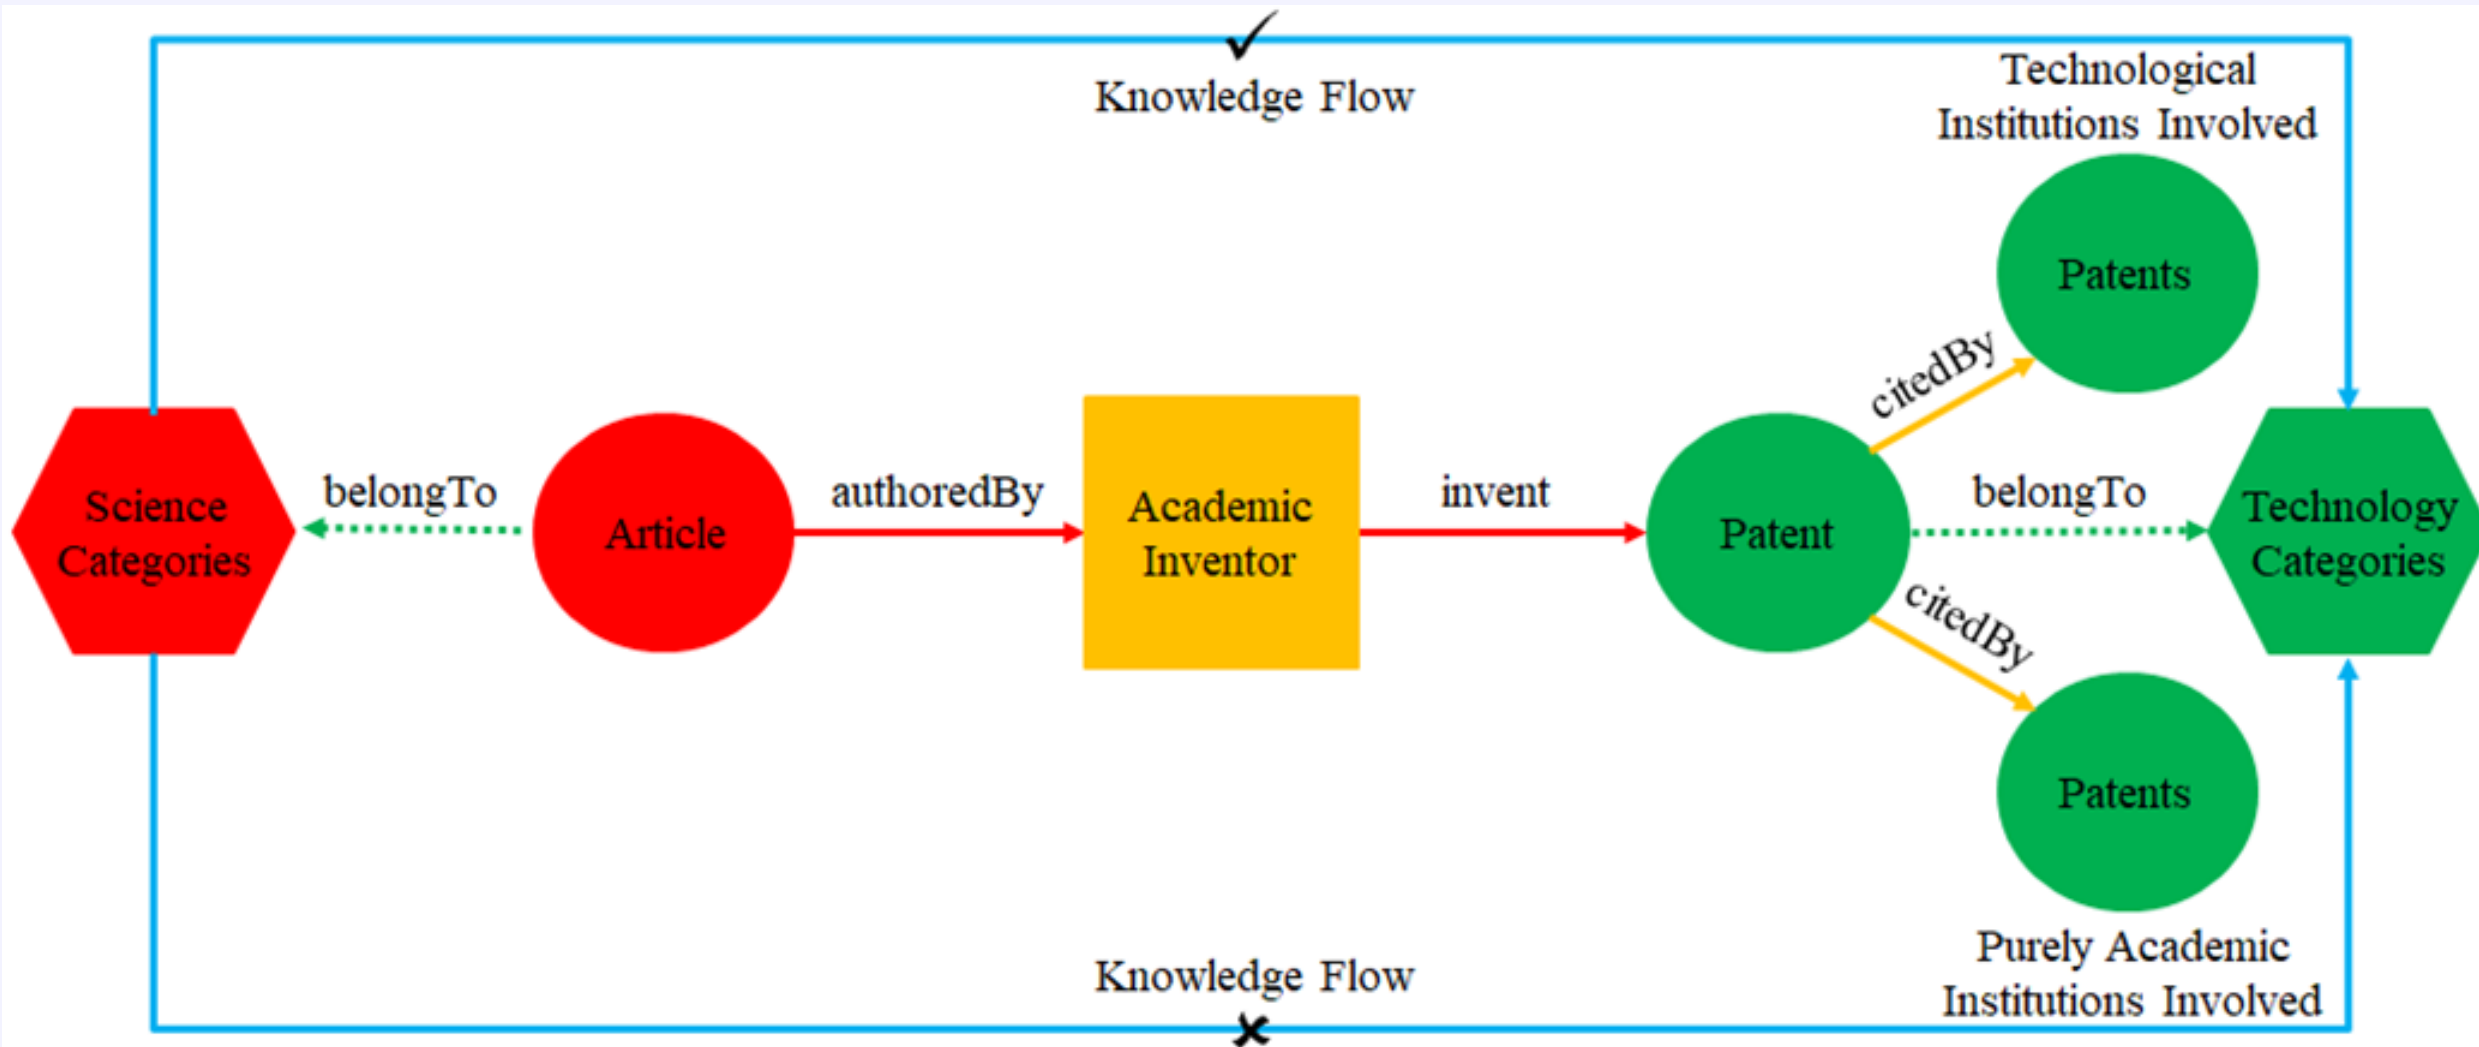 ✓
Knowledge Flow
Technological
Institutions Involved
Patents
citedBy
Science
Categories
belongTo
Article
authoredBy
Academic
Inventor
invent
Patent
belongTo
Technology
Categories
citedBy
Patents
Purely Academic
Institutions Involved
Knowledge Flow
✘